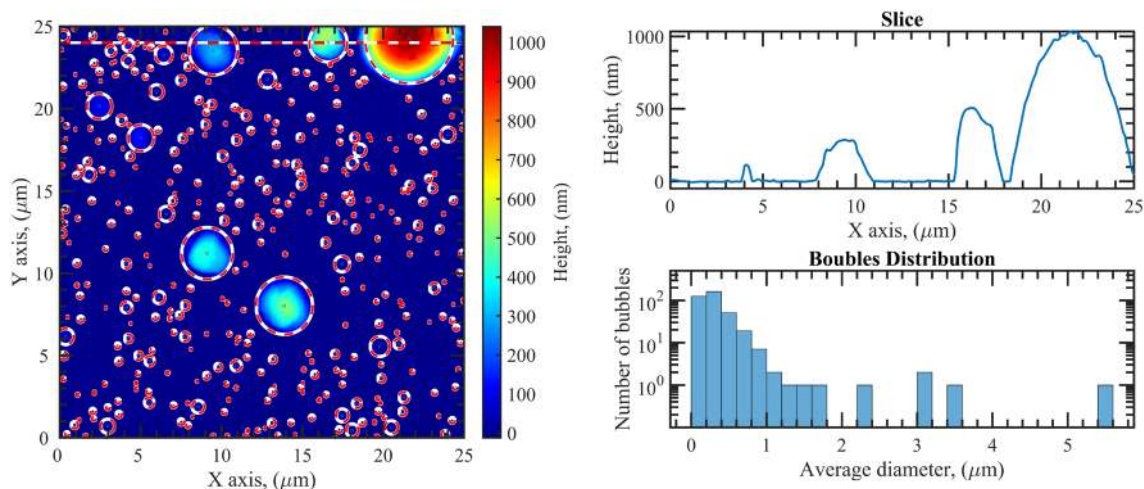 25
20
15
10
5
0
Y axis, (μm)
0 5 10 15 20 25
X axis, (μm)
1000
900
800
700
600
500
400
300
200
100
0
Height, (nm)
Slice
1000
500
0
Height, (nm)
0 5 10 15 20 25
X axis, (μm)
Boubles Distribution
10²
10¹
10⁰
Number of bubbles
0 1 2 3 4 5
Average diameter, (μm)